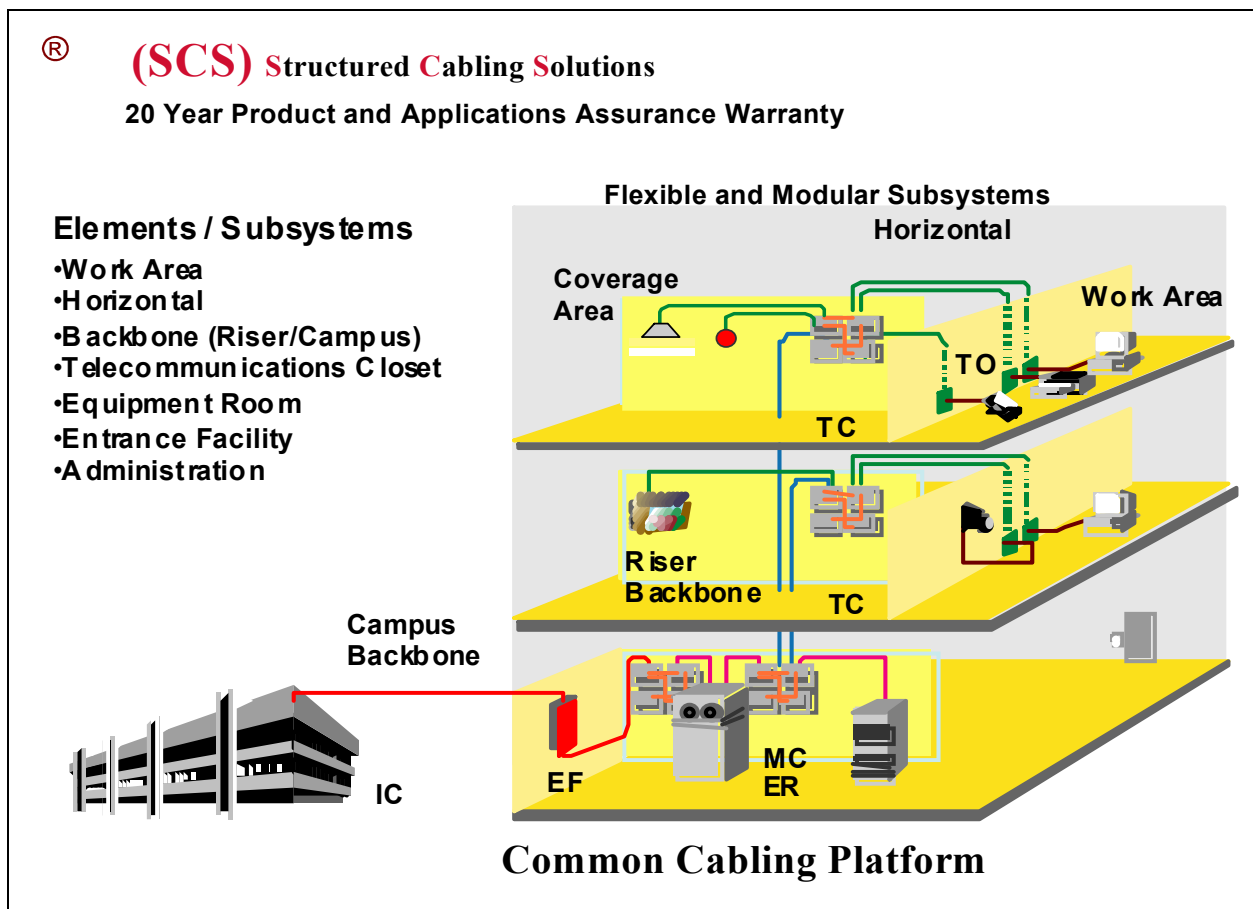 ®
(SCS) Structured Cabling Solutions
20 Year Product and Applications Assurance Warranty
Elements / Subsystems
•Work Area
•Horizontal
•Backbone (Riser/Campus)
•Telecommunications Closet
•Equipment Room
•Entrance Facility
•Administration
Flexible and Modular Subsystems
Horizontal
Coverage
Area
Work Area
TO
TC
Riser
Backbone
TC
Campus
Backbone
IC
EF
MC
ER
Common Cabling Platform